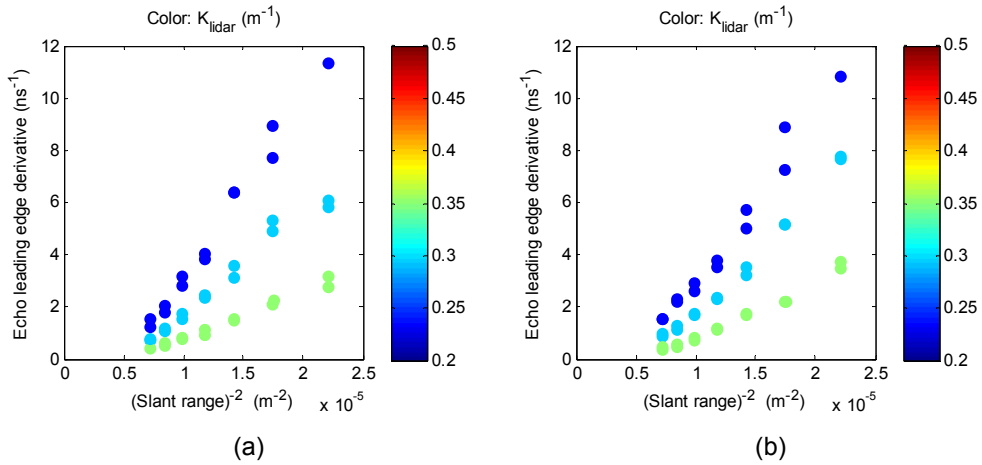 Color: K_lidar (m^-1)
Echo leading edge derivative (ns^-1)
12
10
8
6
4
2
0
0 0.5 1 1.5 2 2.5
x 10^-5
(Slant range)^-2 (m^-2)
0.5
0.45
0.4
0.35
0.3
0.25
0.2
(a)
Color: K_lidar (m^-1)
Echo leading edge derivative (ns^-1)
12
10
8
6
4
2
0
0 0.5 1 1.5 2 2.5
x 10^-5
(Slant range)^-2 (m^-2)
0.5
0.45
0.4
0.35
0.3
0.25
0.2
(b)